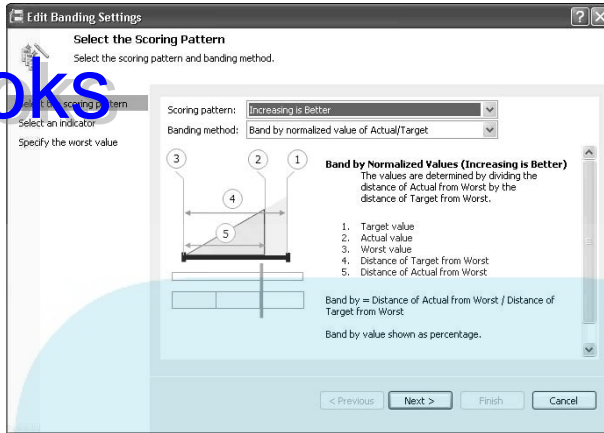 Edit Banding Settings
Select the Scoring Pattern
Select the scoring pattern and banding method.
oks
Select the scoring pattern
Select an indicator
Specify the worst value
Scoring pattern: Increasing is Better
Banding method: Band by normalized value of Actual/Target
3 2 1
4
5
Band by Normalized Values (Increasing is Better)
The values are determined by dividing the
distance of Actual from Worst by the
distance of Target from Worst.
1. Target value
2. Actual value
3. Worst value
4. Distance of Target from Worst
5. Distance of Actual from Worst
Band by = Distance of Actual from Worst / Distance of
Target from Worst
Band by value shown as percentage.
< Previous Next > Finish Cancel